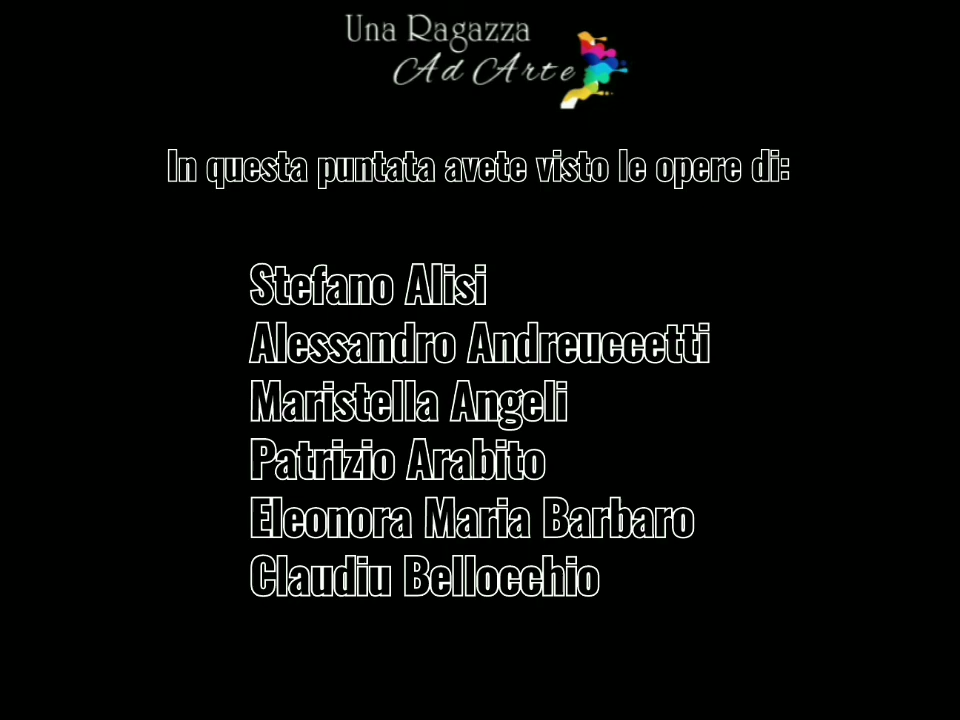 Una Ragazza
Ad Arte
In questa puntata avete visto le opere di:
Stefano Alisi
Alessandro Andreuccetti
Maristella Angeli
Patrizio Arabito
Eleonora Maria Barbaro
Claudiu Bellocchio